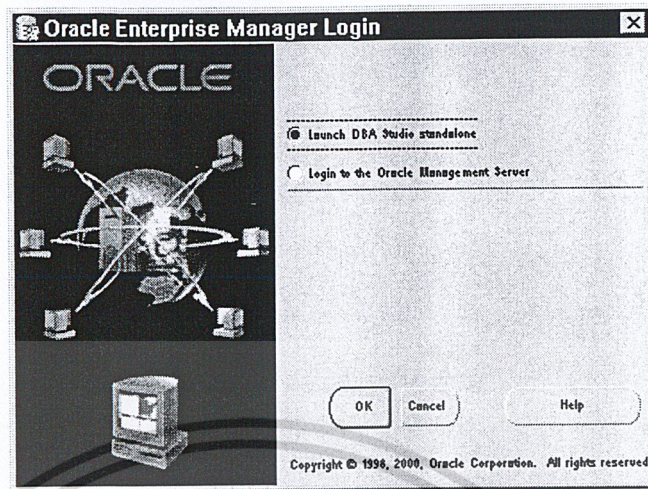 Oracle Enterprise Manager Login
ORACLE
Launch DBA Studio standalone
Login to the Oracle Management Server
OK
Cancel
Help
Copyright © 1998, 2000, Oracle Corporation. All rights reserved